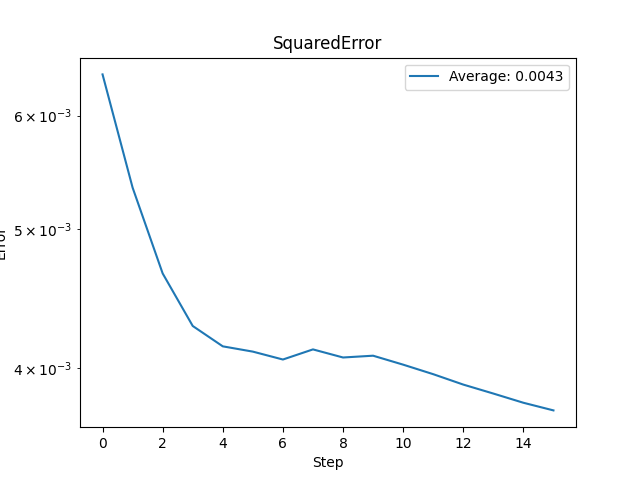 SquaredError
Average: 0.0043
6 × 10⁻³
5 × 10⁻³
4 × 10⁻³
Error
0 2 4 6 8 10 12 14
Step